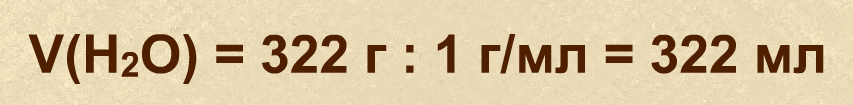 V(H₂O) = 322 г : 1 г/мл = 322 мл